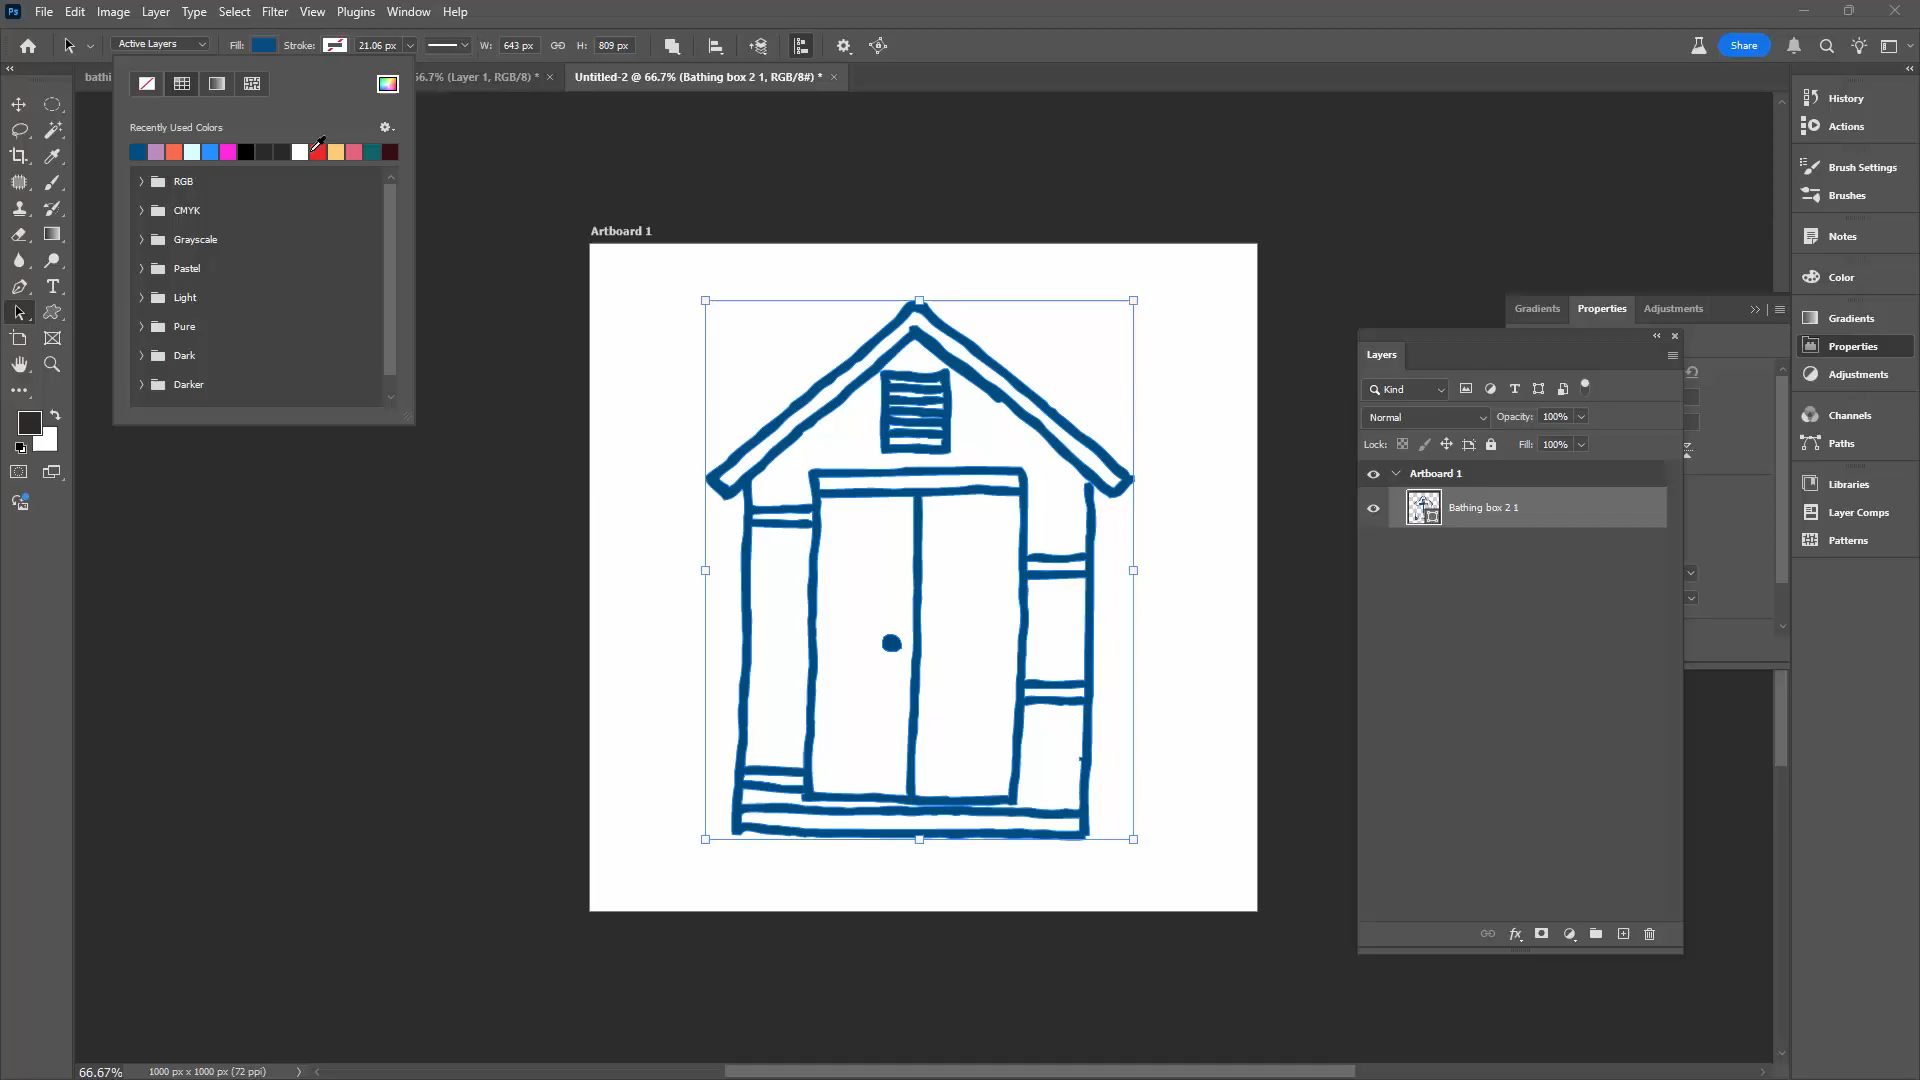 Ps File Edit Image Layer Type Select Filter View Plugins Window Help
Active Layers Fill: Stroke: 21.06 px W: 643 px H: 809 px Share
bathi 66.7% (Layer 1, RGB/8) * × Untitled-2 @ 66.7% (Bathing box 2 1, RGB/8#) * ×
Recently Used Colors
RGB
CMYK
Grayscale
Pastel
Light
Pure
Dark
Darker
Artboard 1
Gradients Properties Adjustments
Layers
Kind
Normal Opacity: 100%
Lock: Fill: 100%
Artboard 1
Bathing box 2 1
fx
History
Actions
Brush Settings
Brushes
Notes
Color
Gradients
Properties
Adjustments
Channels
Paths
Libraries
Layer Comps
Patterns
66.67% 1000 px x 1000 px (72 ppi)